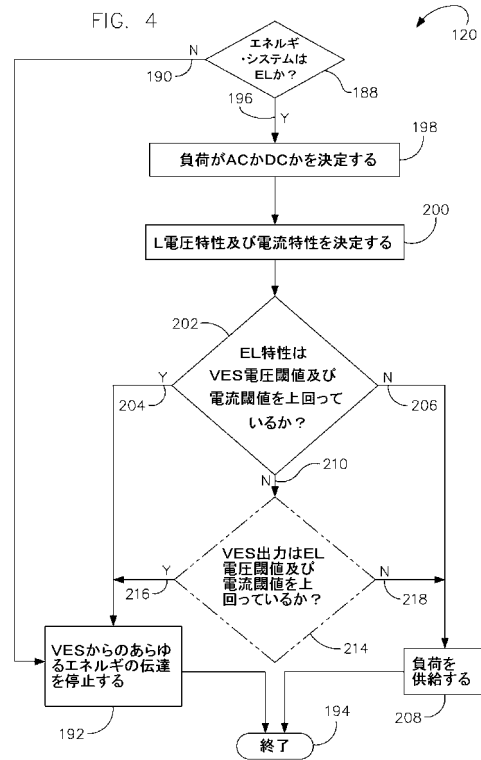 FIG. 4
120
エネルギ
・システムは
ELか？
N
190
188
196
Y
負荷がACかDCかを決定する
198
L電圧特性及び電流特性を決定する
200
202
EL特性は
VES電圧閾値及び
電流閾値を上回って
いるか？
Y
204
N
206
N
210
VES出力はEL
電圧閾値及び
電流閾値を上
回っているか？
Y
216
N
218
214
VESからのあらゆ
るエネルギの伝達
を停止する
192
負荷を
供給する
208
終了
194